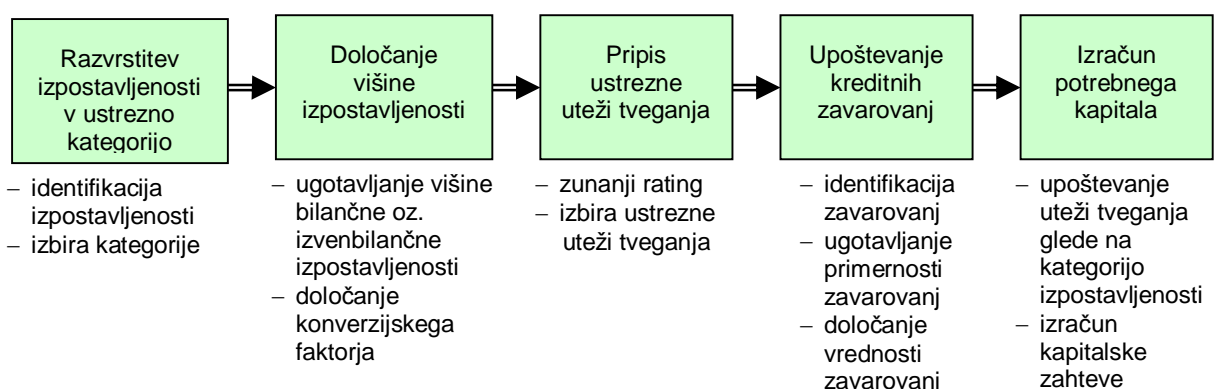 Razvrstitev
izpostavljenosti
v ustrezno
kategorijo
Določanje
višine
izpostavljenosti
Pripis
ustrezne
uteži tveganja
Upoštevanje
kreditnih
zavarovanj
Izračun
potrebnega
kapitala
– identifikacija
izpostavljenosti
– izbira kategorije
– ugotavljanje višine
bilančne oz.
izvenbilančne
izpostavljenosti
– določanje
konverzijskega
faktorja
– zunanji rating
– izbira ustrezne
uteži tveganja
– identifikacija
zavarovanj
– ugotavljanje
primernosti
zavarovanj
– določanje
vrednosti
zavarovanj
– upoštevanje
uteži tveganja
glede na
kategorijo
izpostavljenosti
– izračun
kapitalske
zahteve